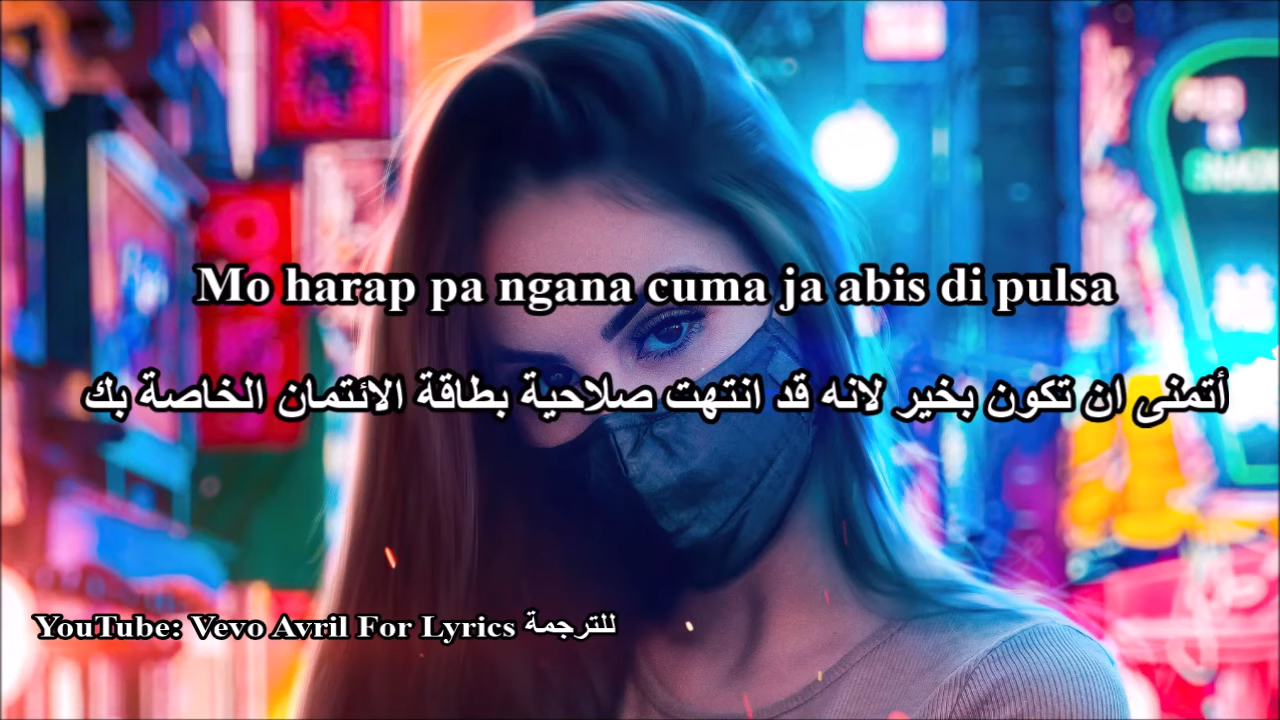 Mo harap pa ngana cuma ja abis di pulsa
أتمنى ان تكون بخير لانه قد انتهت صلاحية بطاقة الائتمان الخاصة بك
YouTube: Vevo Avril For Lyrics للترجمة